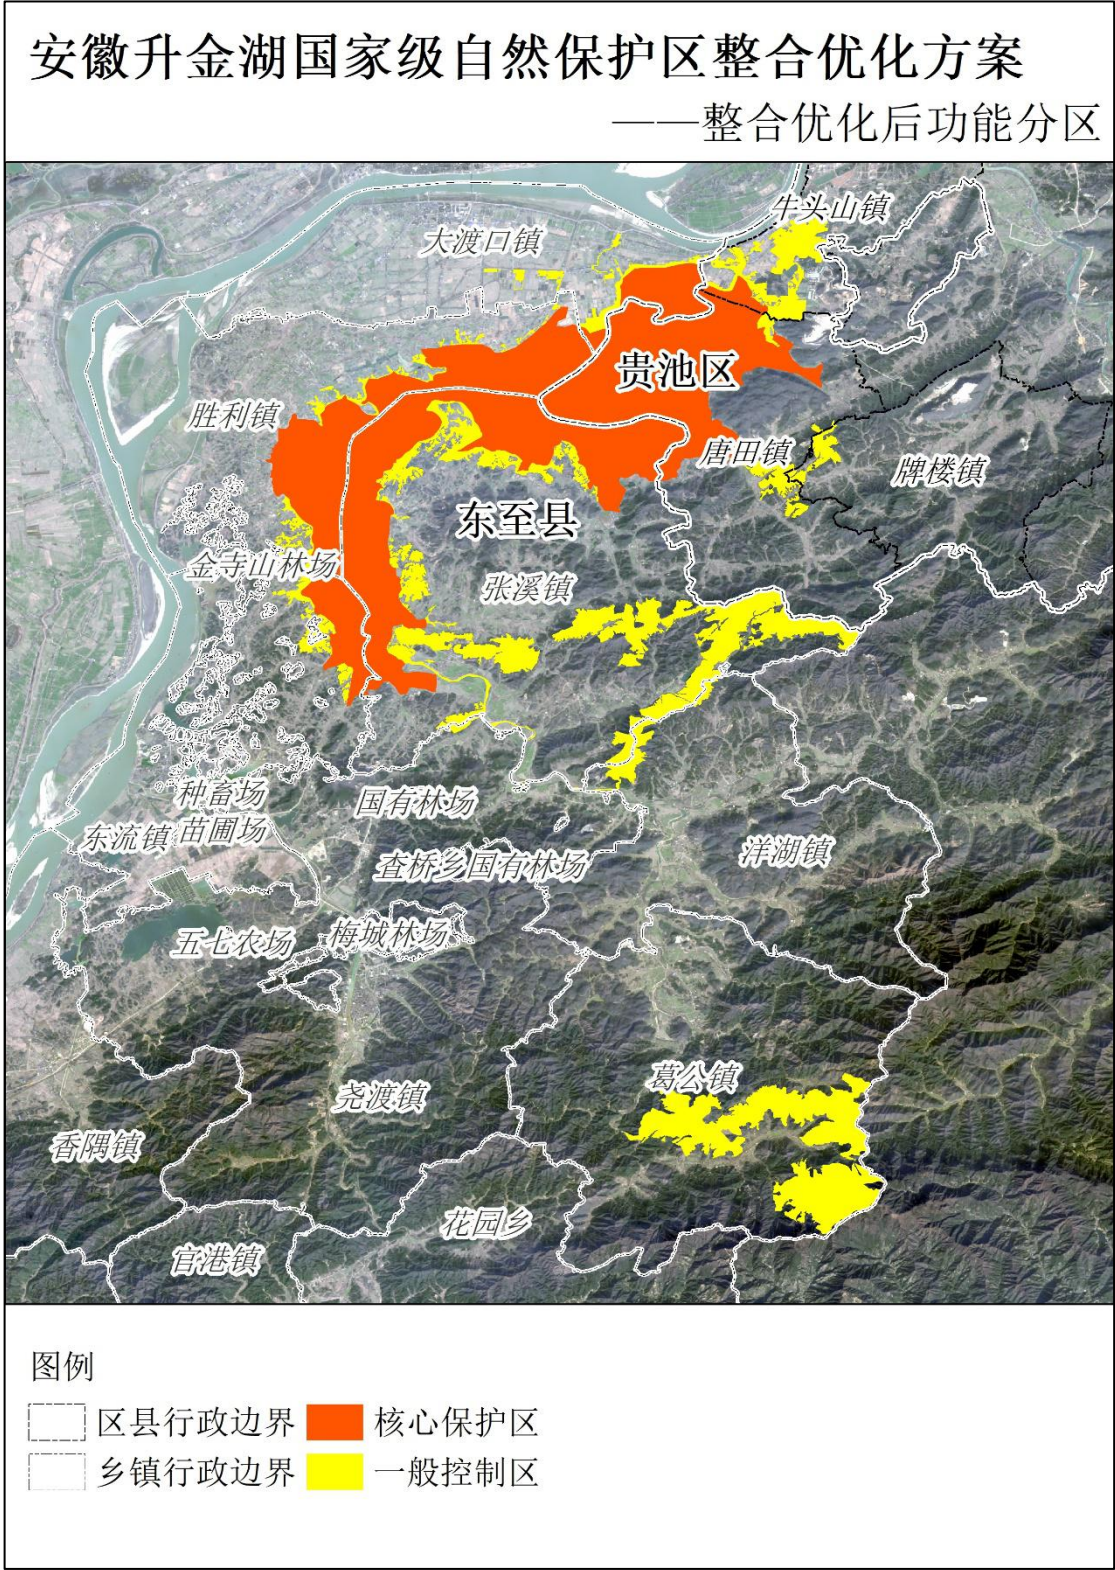 安徽升金湖国家级自然保护区整合优化方案
——整合优化后功能分区
牛头山镇
大渡口镇
贵池区
胜利镇
唐田镇
牌楼镇
东至县
金寺山林场
张溪镇
种畜场
国有林场
东流镇
苗圃场
洋湖镇
查桥乡国有林场
梅城林场
五七农场
葛公镇
尧渡镇
香隅镇
花园乡
官港镇
图例
区县行政边界
核心保护区
乡镇行政边界
一般控制区